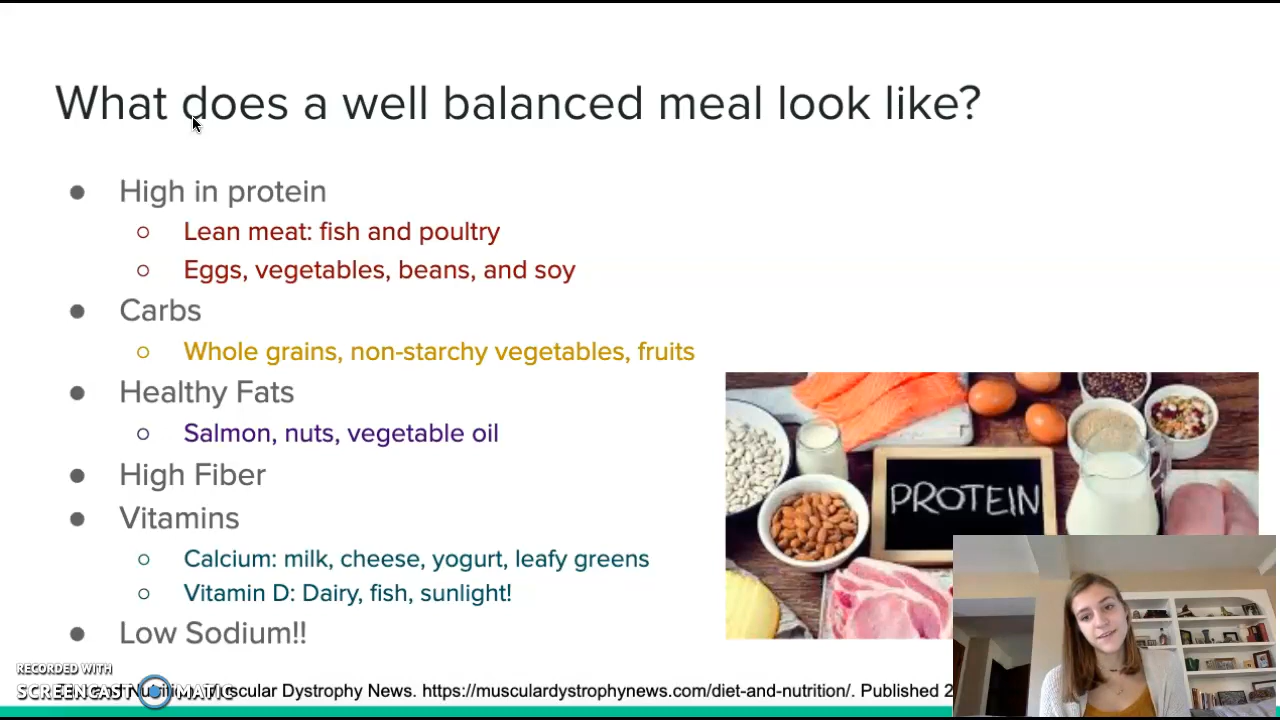 What does a well balanced meal look like?
High in protein
Lean meat: fish and poultry
Eggs, vegetables, beans, and soy
Carbs
Whole grains, non-starchy vegetables, fruits
Healthy Fats
Salmon, nuts, vegetable oil
High Fiber
Vitamins
Calcium: milk, cheese, yogurt, leafy greens
Vitamin D: Dairy, fish, sunlight!
Low Sodium!!
PROTEIN
RECORDED WITH
SCREENCAST MATIC
Dystrophy News. https://musculardystrophynews.com/diet-and-nutrition/. Published 2